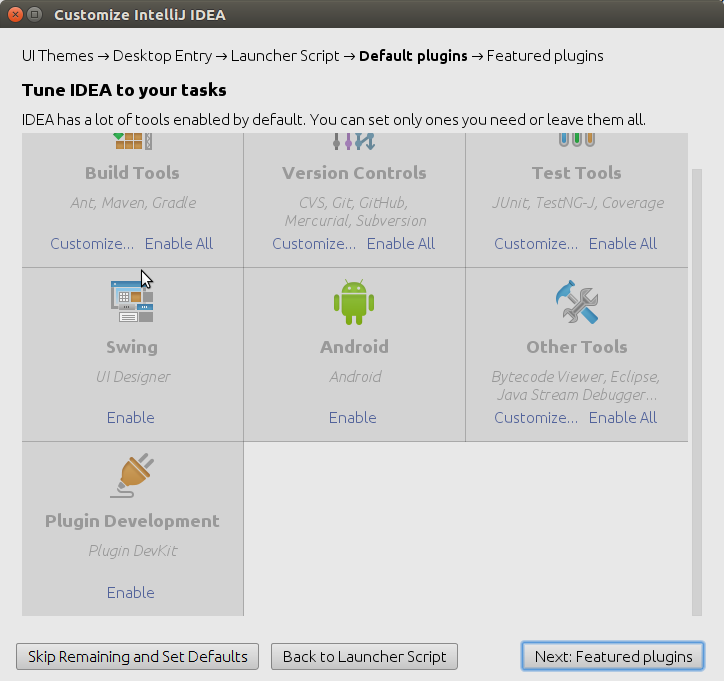 Customize IntelliJ IDEA
UI Themes → Desktop Entry → Launcher Script → Default plugins → Featured plugins
Tune IDEA to your tasks
IDEA has a lot of tools enabled by default. You can set only ones you need or leave them all.
Build Tools
Ant, Maven, Gradle
Customize... Enable All
Version Controls
CVS, Git, GitHub,
Mercurial, Subversion
Customize... Enable All
Test Tools
JUnit, TestNG-J, Coverage
Customize... Enable All
Swing
UI Designer
Enable
Android
Android
Enable
Other Tools
Bytecode Viewer, Eclipse,
Java Stream Debugger...
Customize... Enable All
Plugin Development
Plugin DevKit
Enable
Skip Remaining and Set Defaults
Back to Launcher Script
Next: Featured plugins